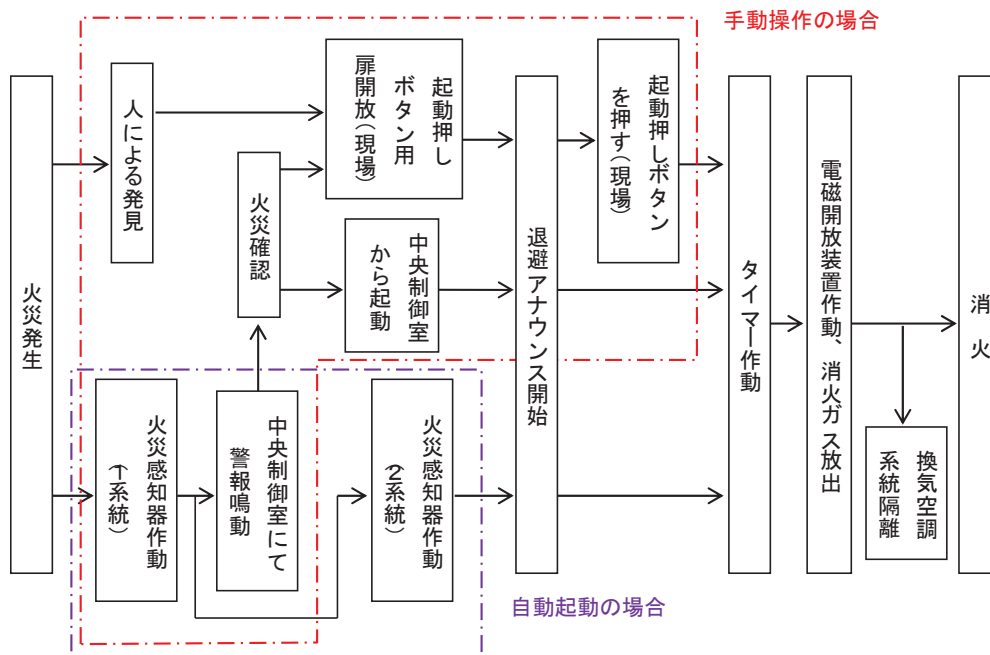 手動操作の場合
火災発生
人による発見
火災確認
起動押し
ボタン用
扉開放(現場)
中央制御室
から起動
退避アナウンス開始
起動押しボタン
を押す(現場)
タイマー作動
電磁開放装置作動、消火ガス放出
消火
火災感知器作動
(1系統)
中央制御室にて
警報鳴動
火災感知器作動
(2系統)
換気空調
系統隔離
自動起動の場合